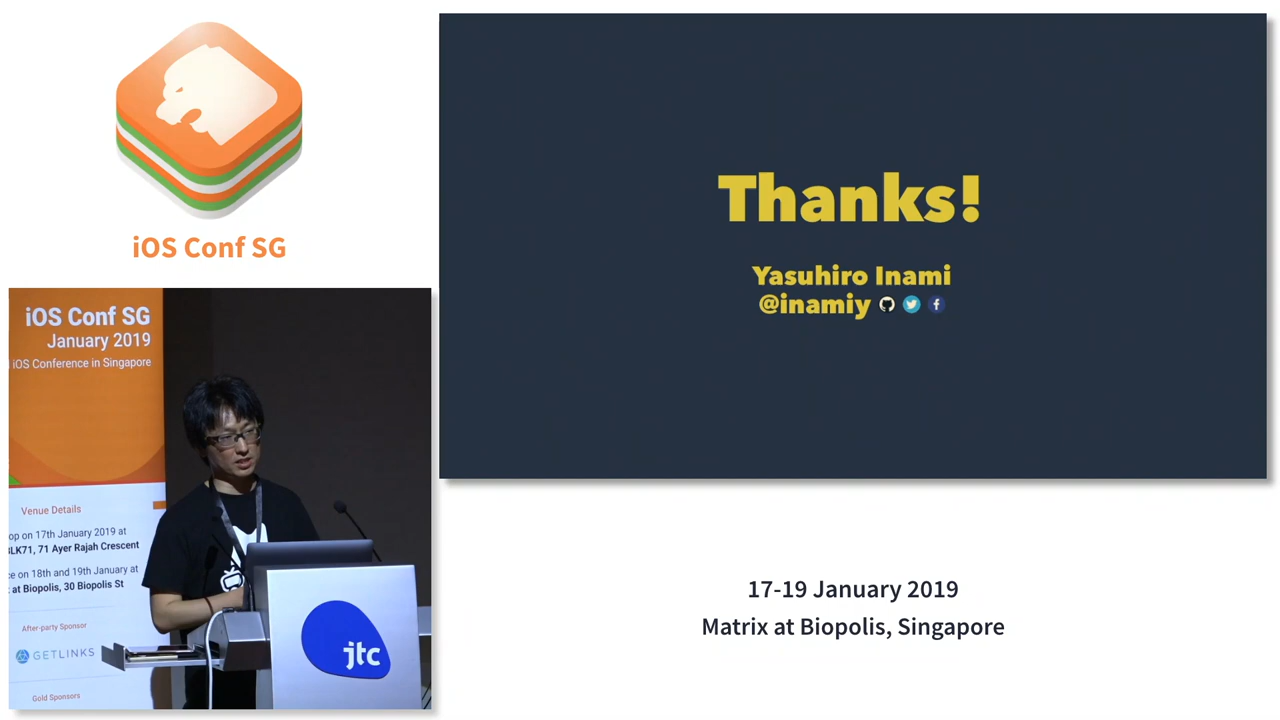 iOS Conf SG
Thanks!
Yasuhiro Inami
@inamiy
iOS Conf SG
January 2019
iOS Conference in Singapore
Venue Details
op on 17th January 2019 at
BLK71, 71 Ayer Rajah Crescent
ce on 18th and 19th January at
at Biopolis, 30 Biopolis St
After-party Sponsor
GETLINKS
Gold Sponsors
jtc
17-19 January 2019
Matrix at Biopolis, Singapore